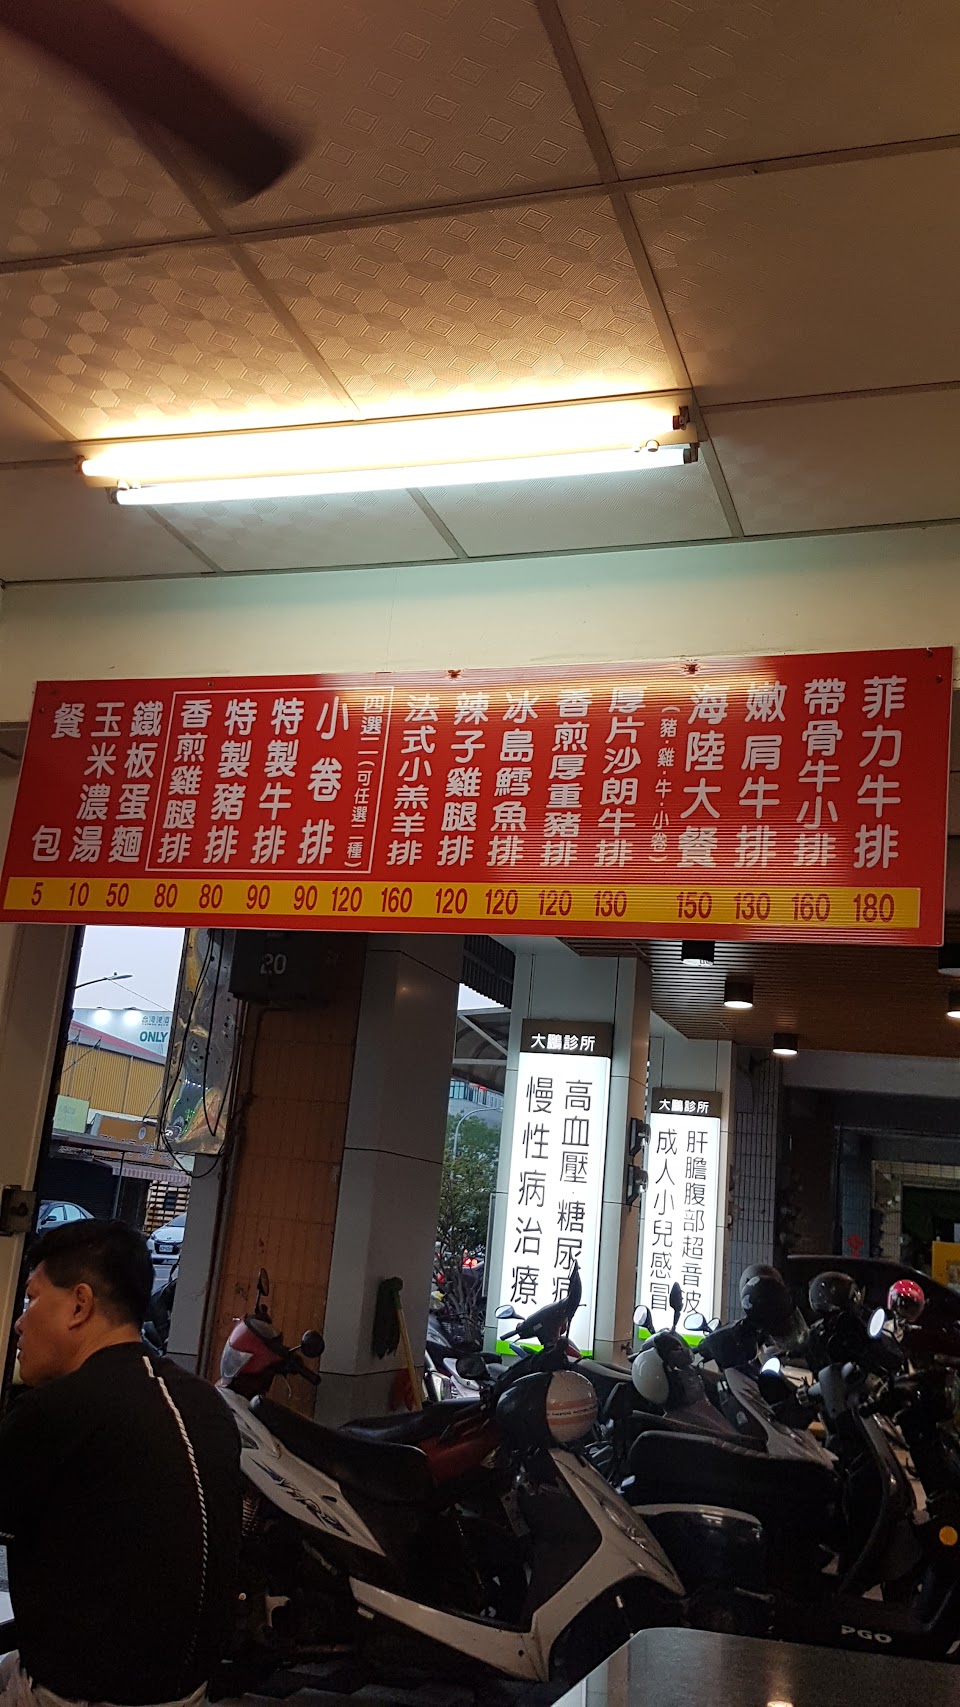 菲力牛排 180
帶骨牛小排 160
嫩肩牛排 130
海陸大餐 150
(豬·雞·牛·小卷)
厚片沙朗牛排 130
香煎厚重豬排 120
冰島鱈魚排 120
辣子雞腿排 120
法式小羔羊排 160
四選二(可任選二種) 120
小卷排 90
特製牛排 90
特製豬排 80
香煎雞腿排 80
鐵板蛋麵 50
玉米濃湯 10
餐包 5
20
ONLY
大鵬診所
高血壓 糖尿病
慢性病治療
大鵬診所
肝膽腹部超音波
成人小兒感冒
PGO